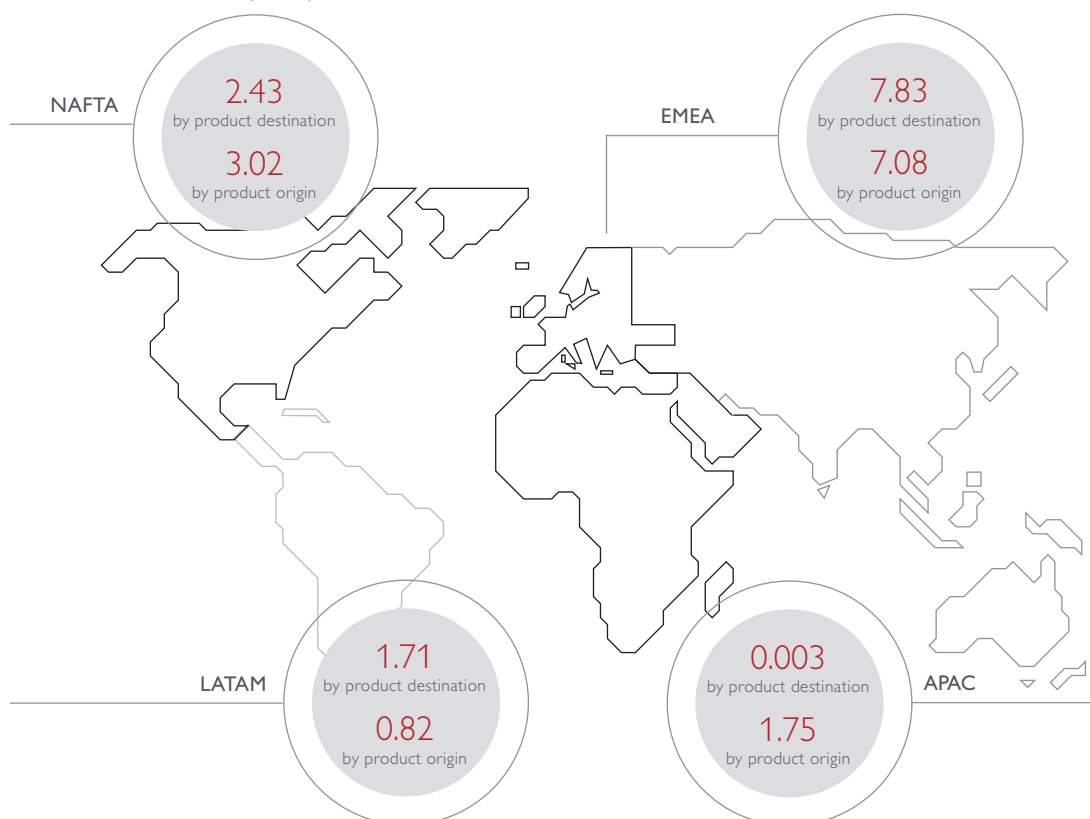 NAFTA
2.43
by product destination
3.02
by product origin
EMEA
7.83
by product destination
7.08
by product origin
LATAM
1.71
by product destination
0.82
by product origin
0.003
by product destination
APAC
1.75
by product origin